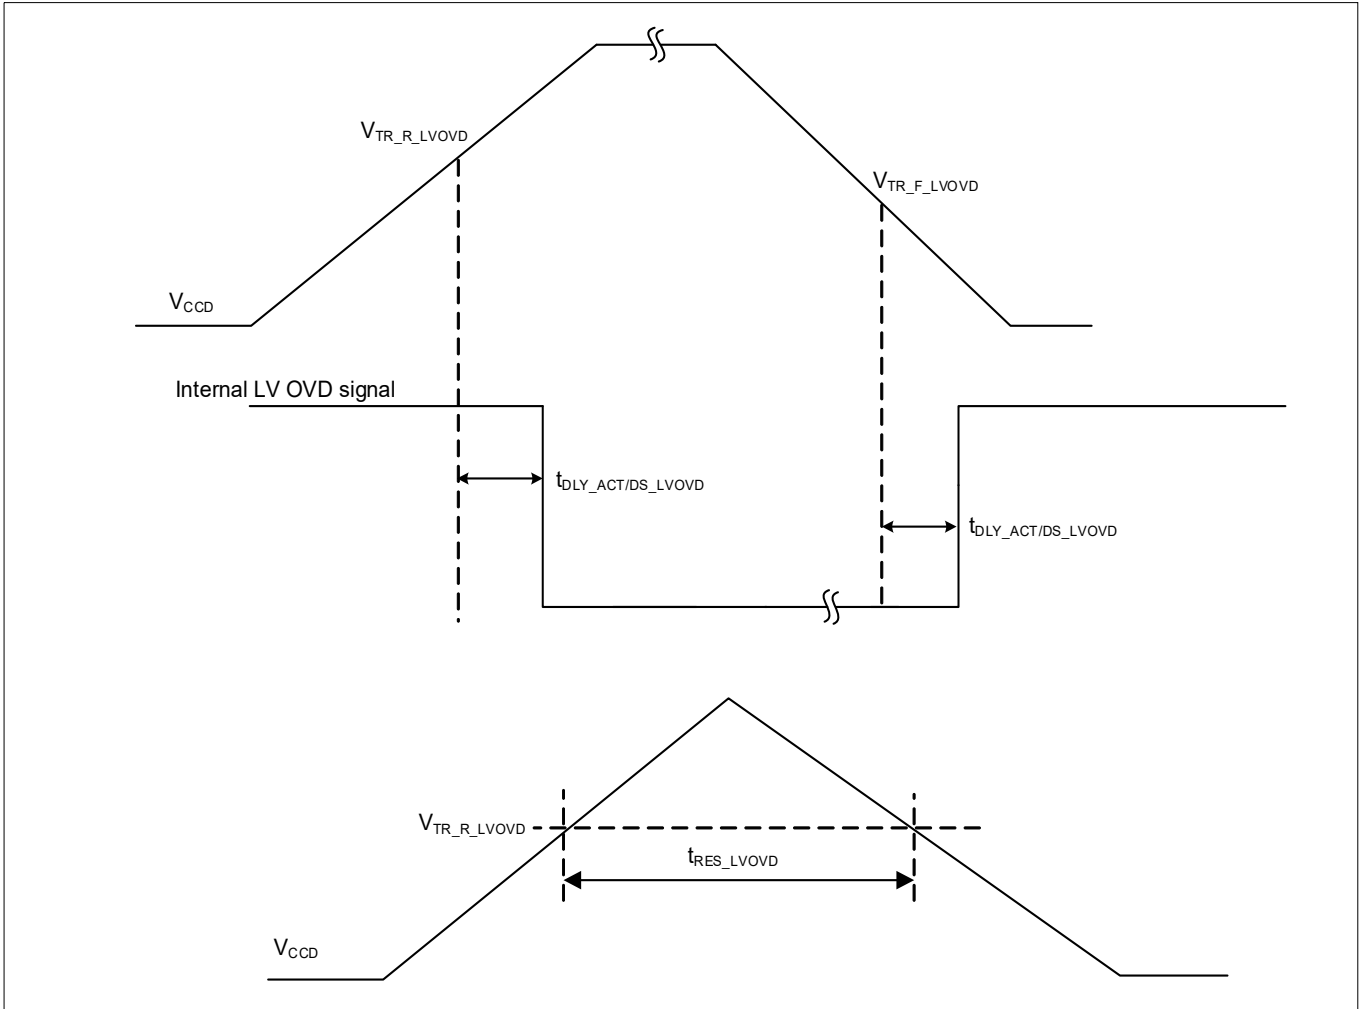 V_TR_R_LVOVD
V_TR_F_LVOVD
V_CCD
Internal LV OVD signal
t_DLY_ACT/DS_LVOVD
t_DLY_ACT/DS_LVOVD
V_TR_R_LVOVD
t_RES_LVOVD
V_CCD